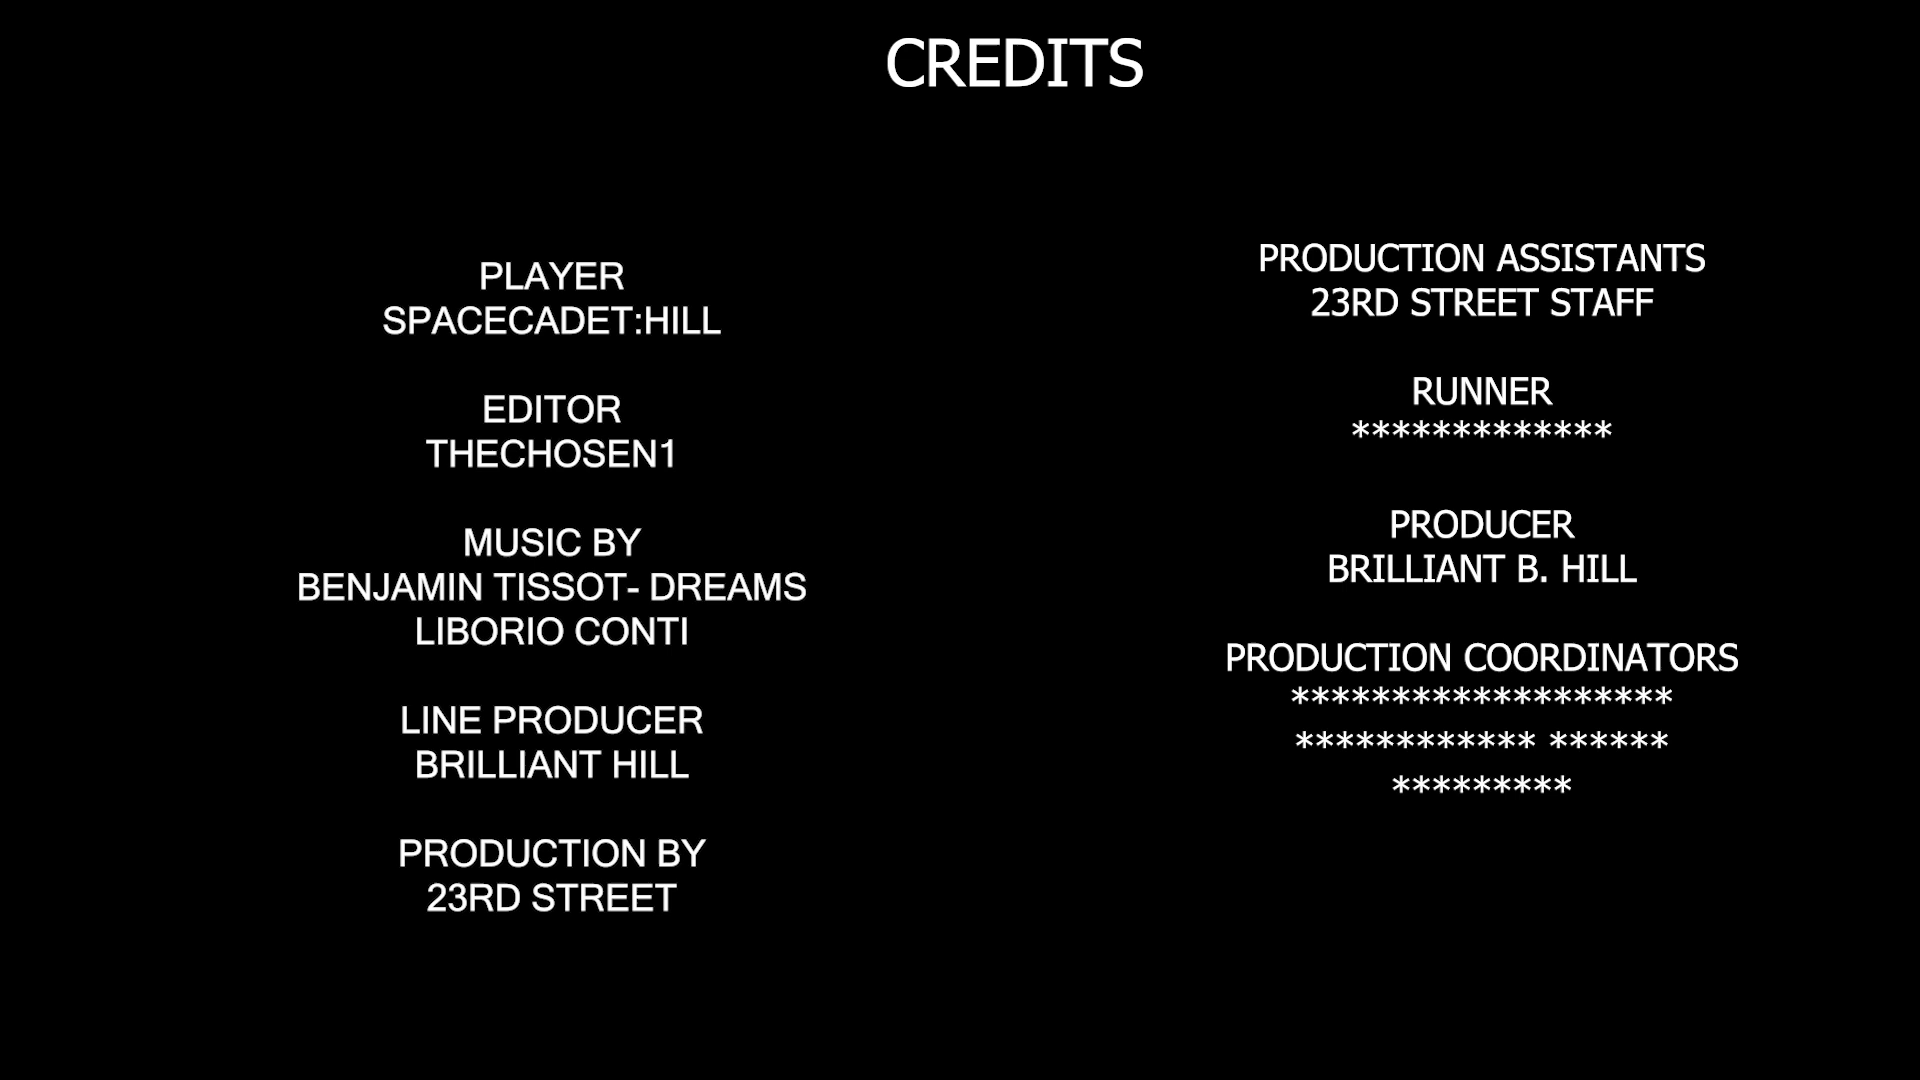 CREDITS
PLAYER
SPACECADET:HILL
EDITOR
THECHOSEN1
MUSIC BY
BENJAMIN TISSOT- DREAMS
LIBORIO CONTI
LINE PRODUCER
BRILLIANT HILL
PRODUCTION BY
23RD STREET
PRODUCTION ASSISTANTS
23RD STREET STAFF
RUNNER
*************
PRODUCER
BRILLIANT B. HILL
PRODUCTION COORDINATORS
*******************
************ ******
*********